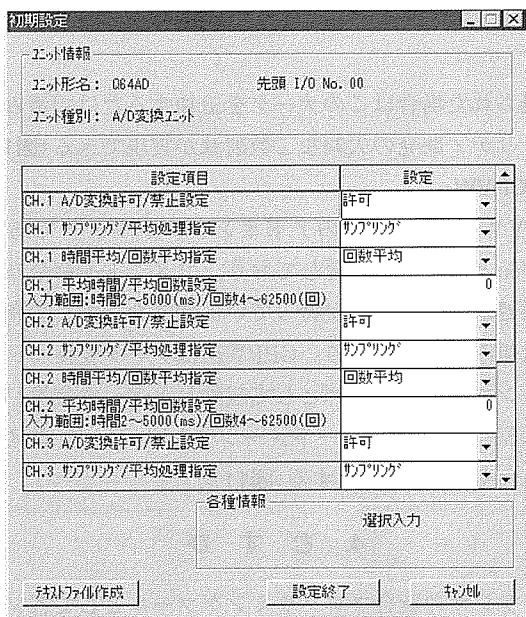 初期設定
ﾕﾆｯﾄ情報
ﾕﾆｯﾄ形名： Q64AD 先頭 I/O No. 00
ﾕﾆｯﾄ種別： A/D変換ﾕﾆｯﾄ
設定項目 設定
CH.1 A/D変換許可/禁止設定 許可
CH.1 ｻﾝﾌﾟﾘﾝｸﾞ/平均処理指定 ｻﾝﾌﾟﾘﾝｸﾞ
CH.1 時間平均/回数平均指定 回数平均
CH.1 平均時間/平均回数設定 0
入力範囲:時間2～5000(ms)/回数4～62500(回)
CH.2 A/D変換許可/禁止設定 許可
CH.2 ｻﾝﾌﾟﾘﾝｸﾞ/平均処理指定 ｻﾝﾌﾟﾘﾝｸﾞ
CH.2 時間平均/回数平均指定 回数平均
CH.2 平均時間/平均回数設定 0
入力範囲:時間2～5000(ms)/回数4～62500(回)
CH.3 A/D変換許可/禁止設定 許可
CH.3 ｻﾝﾌﾟﾘﾝｸﾞ/平均処理指定 ｻﾝﾌﾟﾘﾝｸﾞ
各種情報
選択入力
ﾃｷｽﾄﾌｧｲﾙ作成 設定終了 ｷｬﾝｾﾙ